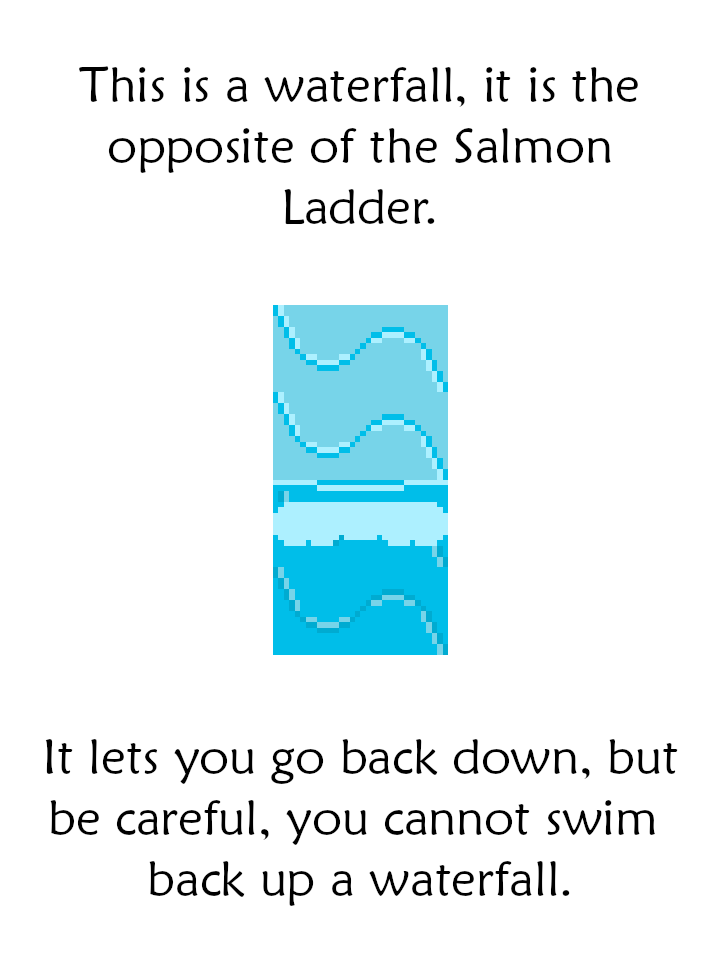 This is a waterfall, it is the
opposite of the Salmon
Ladder.
It lets you go back down, but
be careful, you cannot swim
back up a waterfall.